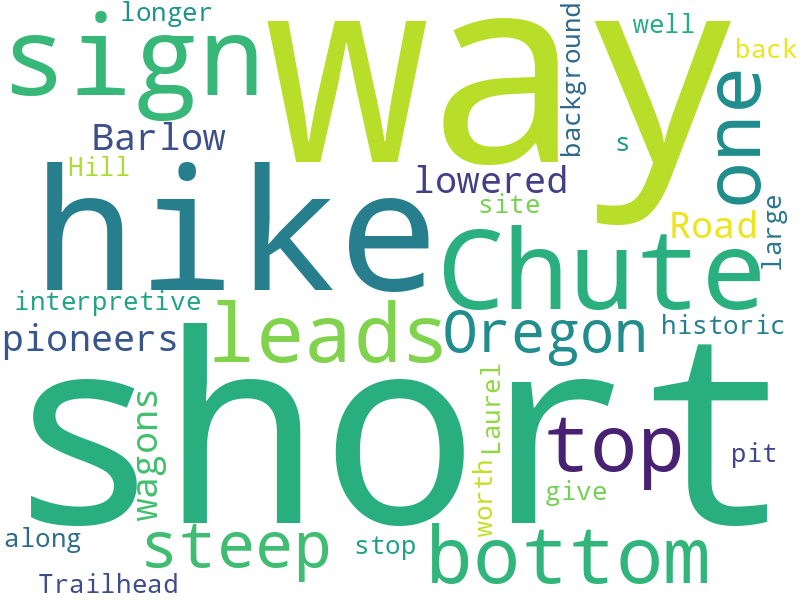 longer
sign
way
background
well
back
one
Barlow
s
Hill
hike
lowered
site
Road
large
Chute
interpretive
pioneers
leads
Oregon
historic
short
wagons
Laurel
worth
top
pit
give
along
steep
stop
bottom
Trailhead